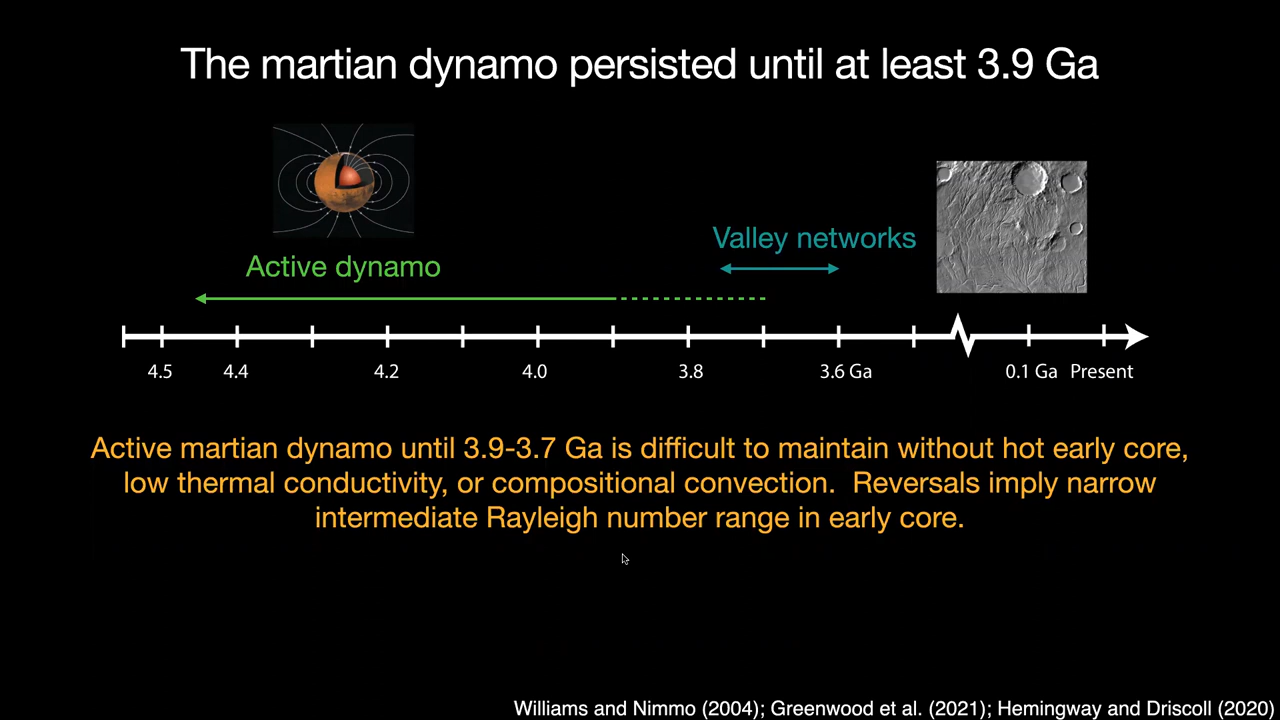 The martian dynamo persisted until at least 3.9 Ga
Valley networks
Active dynamo
4.5 4.4 4.2 4.0 3.8 3.6 Ga 0.1 Ga Present
Active martian dynamo until 3.9-3.7 Ga is difficult to maintain without hot early core,
low thermal conductivity, or compositional convection.  Reversals imply narrow
intermediate Rayleigh number range in early core.
Williams and Nimmo (2004); Greenwood et al. (2021); Hemingway and Driscoll (2020)